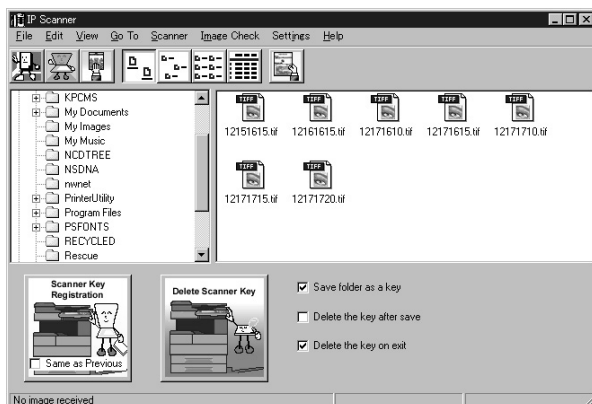 IP Scanner
File Edit View Go To Scanner Image Check Settings Help
KPCMS
My Documents
My Images
My Music
NCDTREE
NSDNA
nwnet
PrinterUtility
Program Files
PSFONTS
RECYCLED
Rescue
TIFF TIFF TIFF TIFF TIFF
12151615.tif 12161615.tif 12171610.tif 12171615.tif 12171710.tif
TIFF TIFF
12171715.tif 12171720.tif
Scanner Key
Registration
Same as Previous
Delete Scanner Key
Save folder as a key
Delete the key after save
Delete the key on exit
No image received